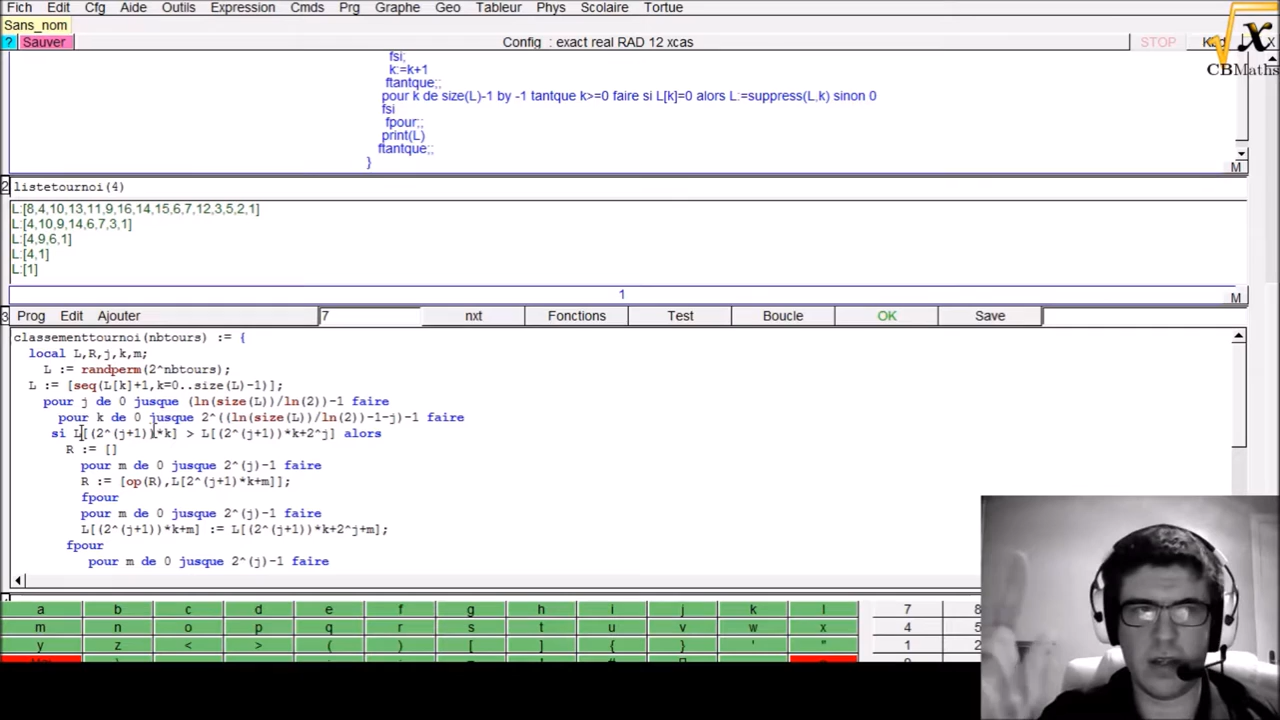 Fich Edit Cfg Aide Outils Expression Cmds Prg Graphe Geo Tableur Phys Scolaire Tortue
Sans_nom
? Sauver Config : exact real RAD 12 xcas STOP X
CBMaths
fsi;
k:=k+1
ftantque;;
pour k de size(L)-1 by -1 tantque k>=0 faire si L[k]=0 alors L:=suppress(L,k) sinon 0
fsi
fpour;;
print(L)
ftantque;;
}
M
2 listetournoi(4)
L:[8,4,10,13,11,9,16,14,15,6,7,12,3,5,2,1]
L:[4,10,9,14,6,7,3,1]
L:[4,9,6,1]
L:[4,1]
L:[1]
1 M
3 Prog Edit Ajouter 7 nxt Fonctions Test Boucle OK Save
classementtournoi(nbtours) := {
local L,R,j,k,m;
L := randperm(2^nbtours);
L := [seq(L[k]+1,k=0..size(L)-1)];
pour j de 0 jusque (ln(size(L))/ln(2))-1 faire
pour k de 0 jusque 2^((ln(size(L))/ln(2))-1-j)-1 faire
si L[(2^(j+1))*k] > L[(2^(j+1))*k+2^j] alors
R := []
pour m de 0 jusque 2^(j)-1 faire
R := [op(R),L[2^(j+1)*k+m]];
fpour
pour m de 0 jusque 2^(j)-1 faire
L[(2^(j+1))*k+m] := L[(2^(j+1))*k+2^j+m];
fpour
pour m de 0 jusque 2^(j)-1 faire
a b c d e f g h i j k l 7 8
m n o p q r s t u v w x 4 5
y z < > ( ) [ ] { } ' " 1 2